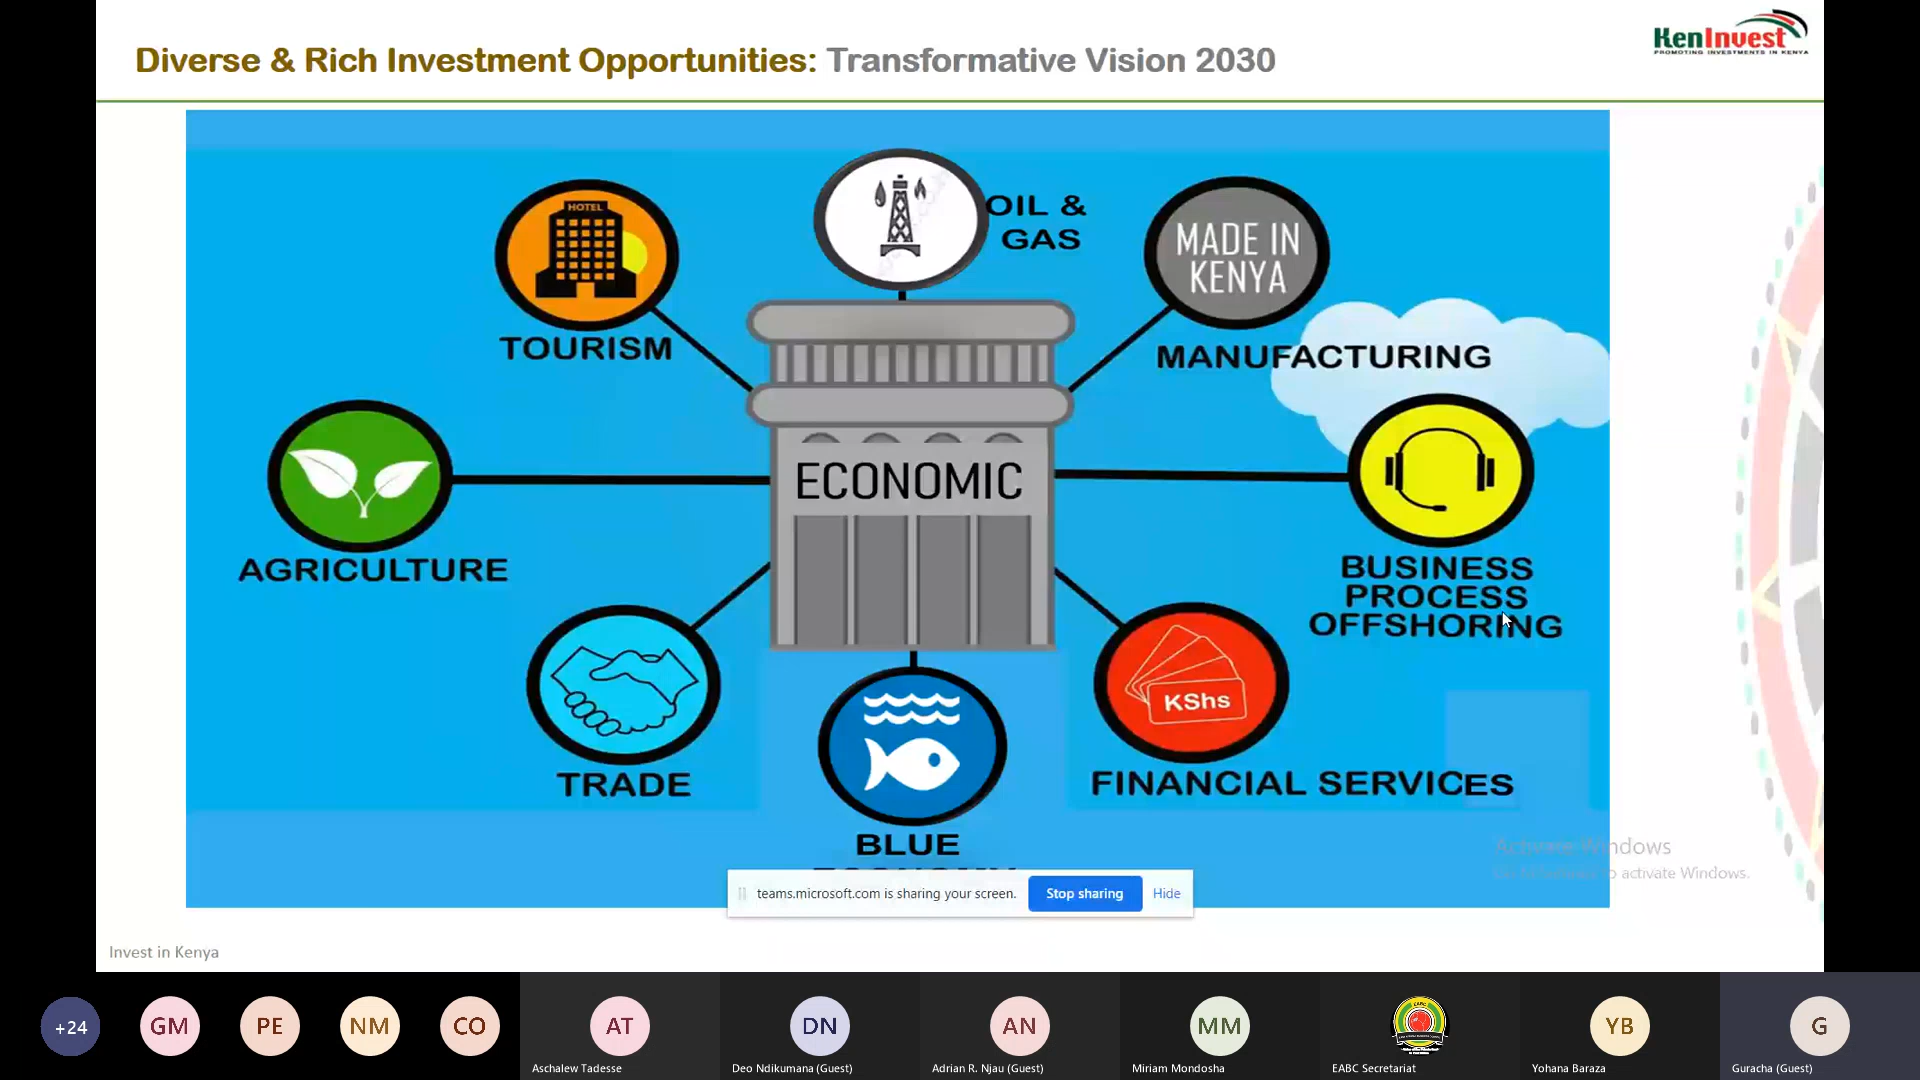 Diverse & Rich Investment Opportunities: Transformative Vision 2030
KenInvest
PROMOTING INVESTMENTS IN KENYA
HOTEL
TOURISM
OIL &
GAS
MADE IN
KENYA
MANUFACTURING
ECONOMIC
AGRICULTURE
BUSINESS
PROCESS
OFFSHORING
TRADE
KShs
FINANCIAL SERVICES
BLUE
Activate Windows
to activate Windows.
teams.microsoft.com is sharing your screen.
Stop sharing
Hide
Invest in Kenya
+24
GM
PE
NM
CO
AT
Aschalew Tadesse
DN
Deo Ndikumana (Guest)
AN
Adrian R. Njau (Guest)
MM
Miriam Mondosha
EABC Secretariat
YB
Yohana Baraza
G
Guracha (Guest)